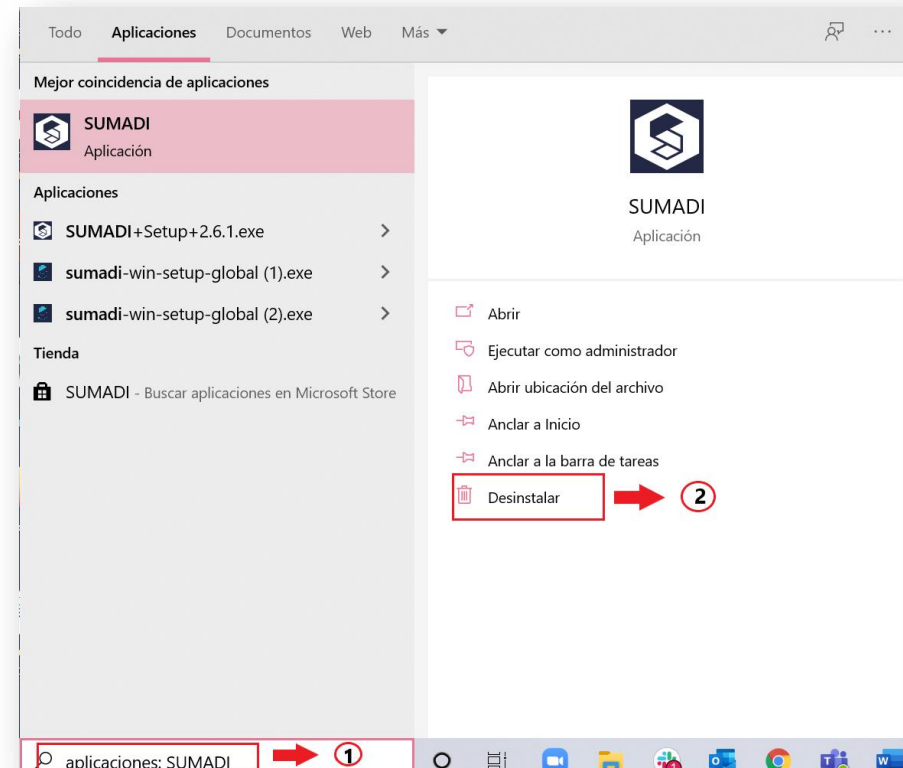 Todo Aplicaciones Documentos Web Más
Mejor coincidencia de aplicaciones
SUMADI
Aplicación
Aplicaciones
SUMADI+Setup+2.6.1.exe
sumadi-win-setup-global (1).exe
sumadi-win-setup-global (2).exe
Tienda
SUMADI - Buscar aplicaciones en Microsoft Store
SUMADI
Aplicación
Abrir
Ejecutar como administrador
Abrir ubicación del archivo
Anclar a Inicio
Anclar a la barra de tareas
Desinstalar 2
aplicaciones: SUMADI 1